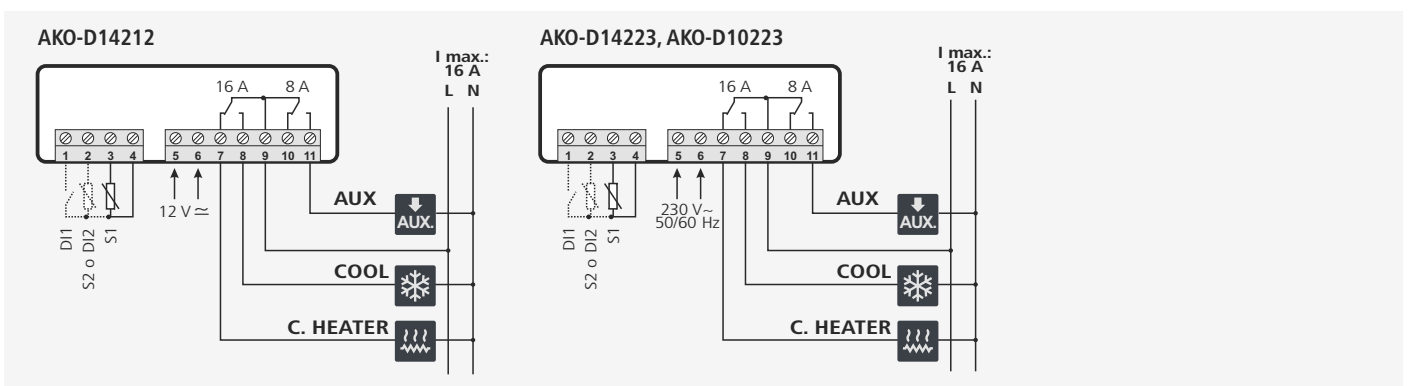 AKO-D14212
I max.:
16 A
L N
16 A 8 A
1 2 3 4 5 6 7 8 9 10 11
12 V ≂
DI1
S2 o DI2
S1
AUX
AUX.
COOL
C. HEATER
AKO-D14223, AKO-D10223
I max.:
16 A
L N
16 A 8 A
1 2 3 4 5 6 7 8 9 10 11
230 V~
50/60 Hz
DI1
S2 o DI2
S1
AUX
AUX.
COOL
C. HEATER